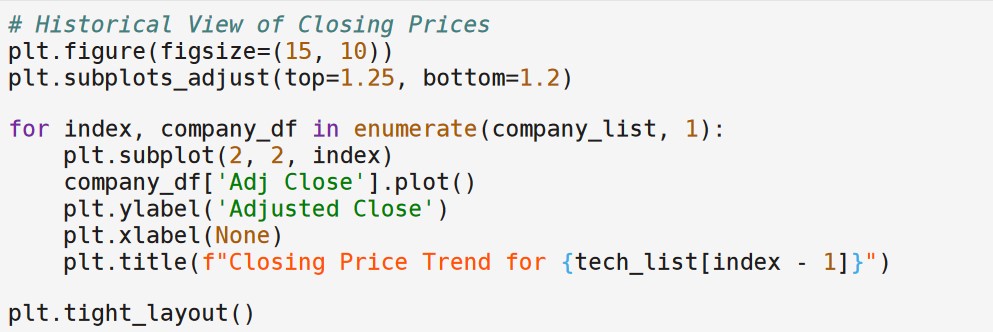 # Historical View of Closing Prices
plt.figure(figsize=(15, 10))
plt.subplots_adjust(top=1.25, bottom=1.2)

for index, company_df in enumerate(company_list, 1):
    plt.subplot(2, 2, index)
    company_df['Adj Close'].plot()
    plt.ylabel('Adjusted Close')
    plt.xlabel(None)
    plt.title(f"Closing Price Trend for {tech_list[index - 1]}")

plt.tight_layout()